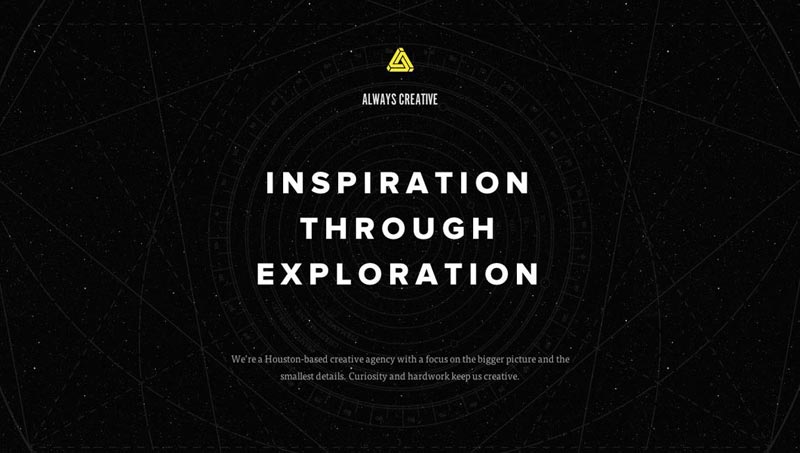 ALWAYS CREATIVE
INSPIRATION
THROUGH
EXPLORATION
We're a Houston-based creative agency with a focus on the bigger picture and the
smallest details. Curiosity and hardwork keep us creative.